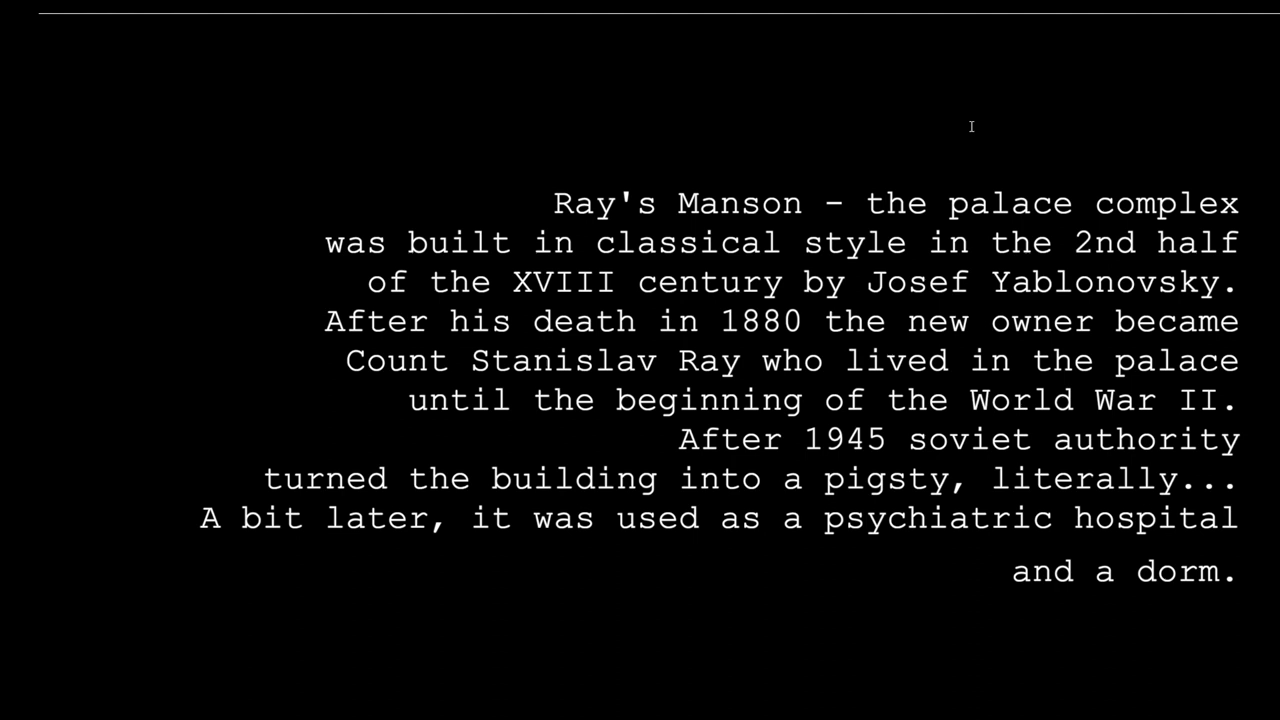 Ray's Manson - the palace complex
was built in classical style in the 2nd half
of the XVIII century by Josef Yablonovsky.
After his death in 1880 the new owner became
Count Stanislav Ray who lived in the palace
until the beginning of the World War II.
After 1945 soviet authority
turned the building into a pigsty, literally...
A bit later, it was used as a psychiatric hospital
and a dorm.